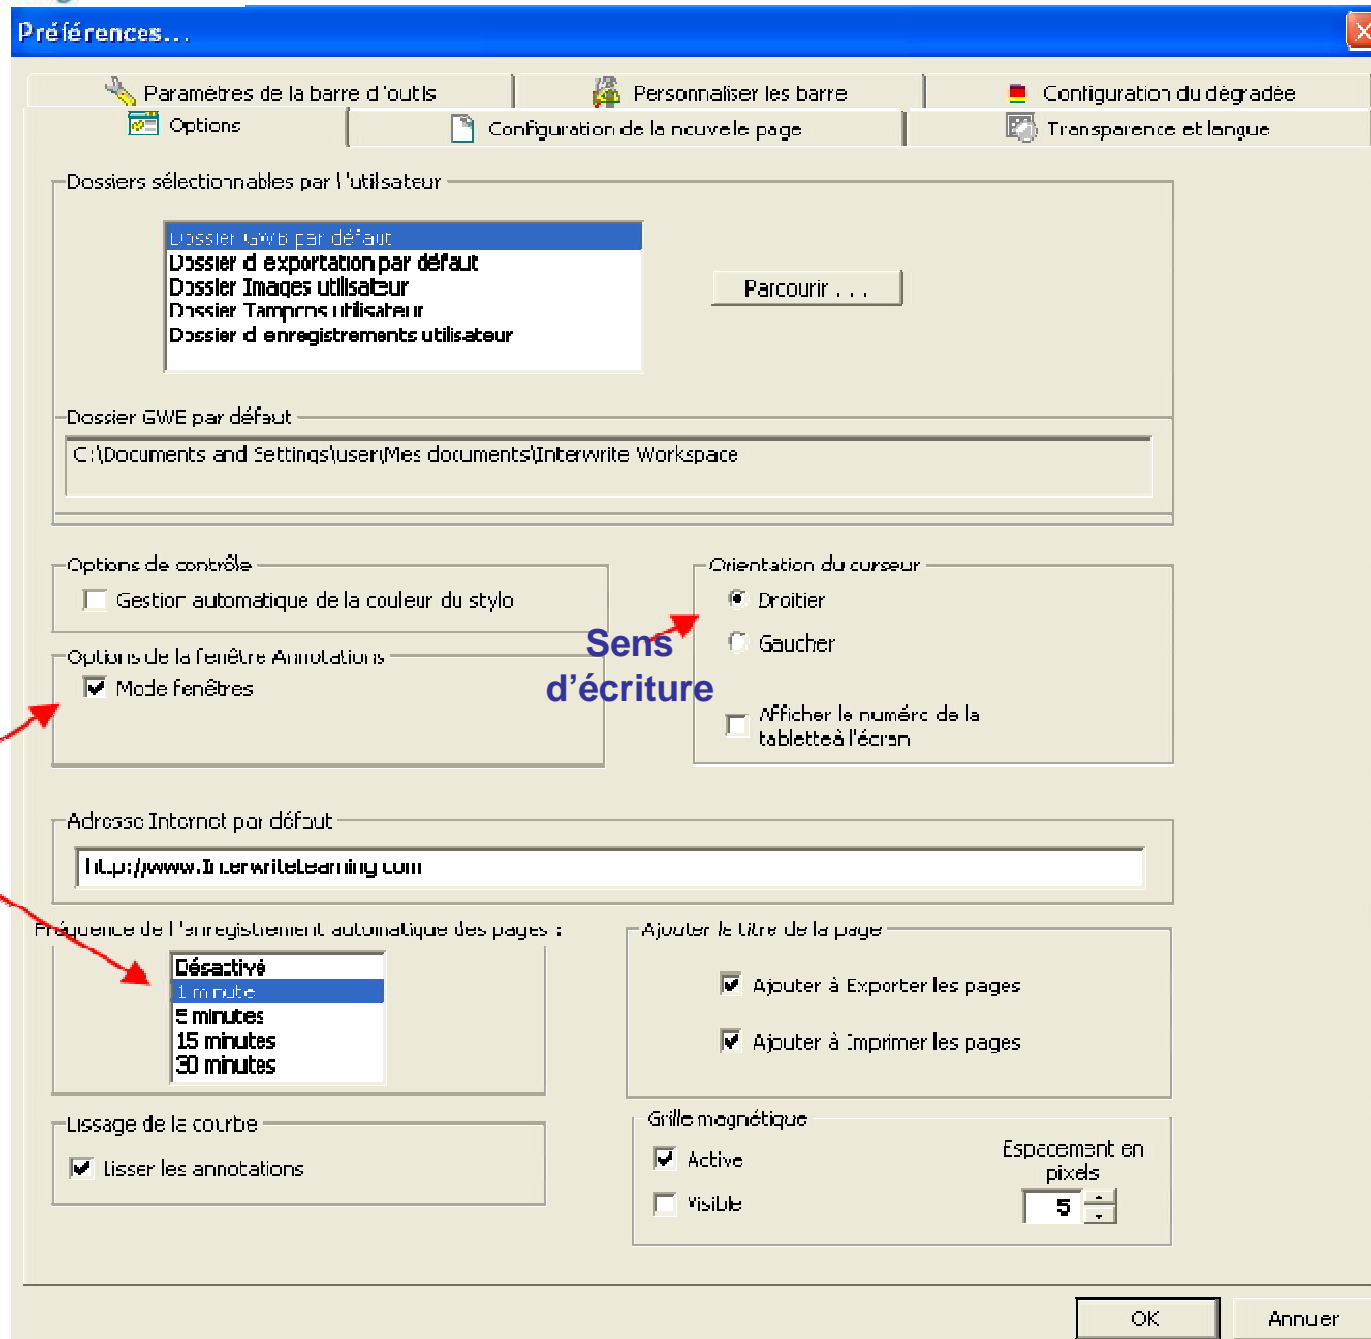 Préférences...
Paramètres de la barre d'outils
Personnaliser les barre
Configuration du dégradée
Options
Configuration de la nouvelle page
Transparence et langue
Dossiers sélectionnables par l'utilisateur
Dossier GWB par défaut
Dossier d'exportation par défaut
Dossier Images utilisateur
Dossier Tampons utilisateur
Dossier d'enregistrements utilisateur
Parcourir . . .
Dossier GWB par défaut
C:\Documents and Settings\user\Mes documents\Interwrite Workspace
Options de contrôle
Gestion automatique de la couleur du stylo
Orientation du curseur
Droitier
Gaucher
Sens
d'écriture
Options de la fenêtre Annotations
Mode fenêtres
Afficher le numéro de la
tablette à l'écran
Adresse Internet par défaut
http://www.InterwriteLearning.com
Fréquence de l'enregistrement automatique des pages :
Désactivé
1 minute
5 minutes
15 minutes
30 minutes
Ajouter le titre de la page
Ajouter à Exporter les pages
Ajouter à Imprimer les pages
Lissage de la courbe
Lisser les annotations
Grille magnétique
Active
Visible
Espacement en
pixels
5
OK
Annuler